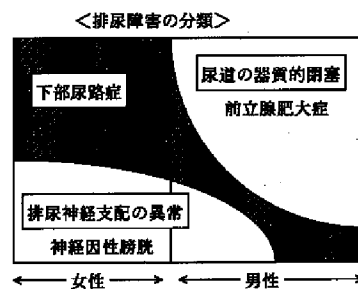 <排尿障害の分類>
下部尿路症
尿道の器質的閉塞
前立腺肥大症
排尿神経支配の異常
神経因性膀胱
女性
男性